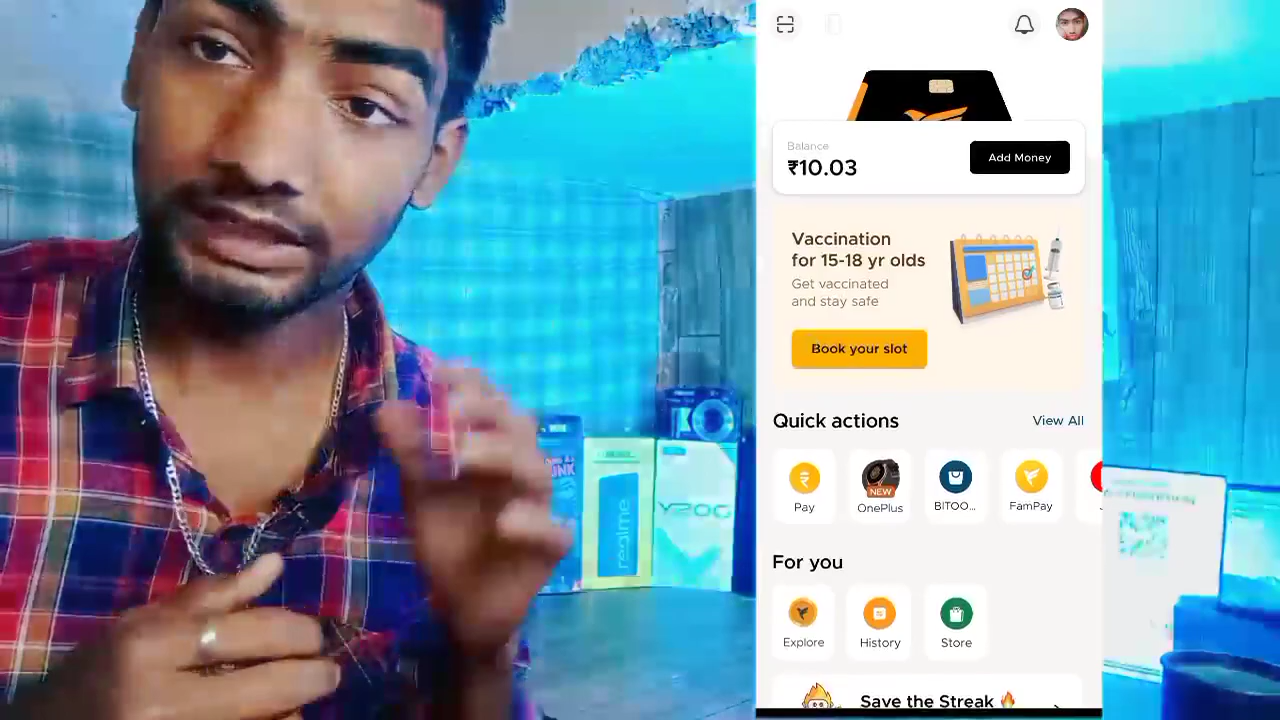 Balance
₹10.03
Add Money
Vaccination
for 15-18 yr olds
Get vaccinated
and stay safe
Book your slot
Quick actions
View All
Pay
NEW
OnePlus
BITOO...
FamPay
For you
Explore
History
Store
Save the Streak
realme
Y20G